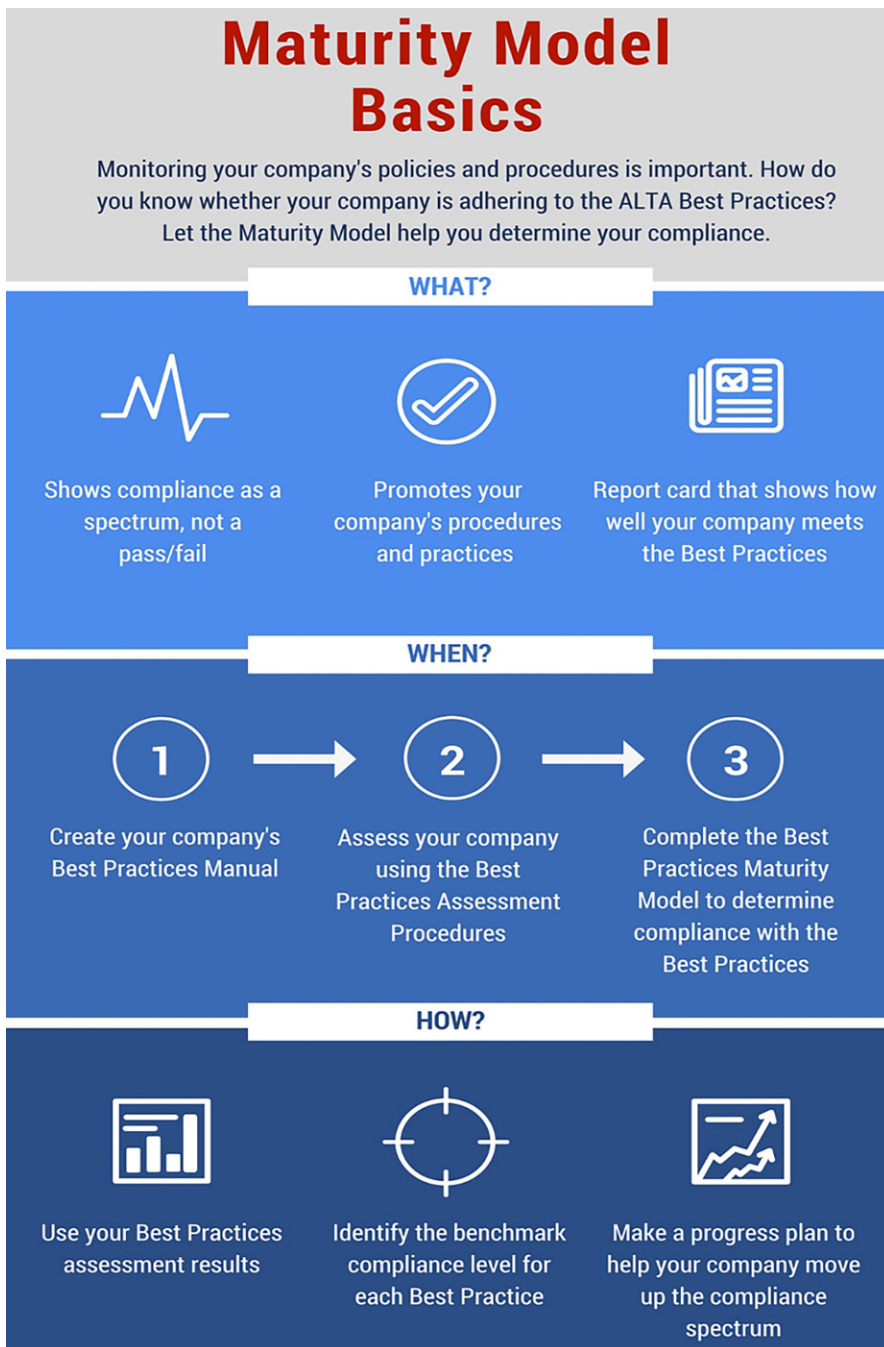 Maturity Model
Basics
Monitoring your company's policies and procedures is important. How do
you know whether your company is adhering to the ALTA Best Practices?
Let the Maturity Model help you determine your compliance.
WHAT?
Shows compliance as a
spectrum, not a
pass/fail
Promotes your
company's procedures
and practices
Report card that shows how
well your company meets
the Best Practices
WHEN?
1
2
3
Create your company's
Best Practices Manual
Assess your company
using the Best
Practices Assessment
Procedures
Complete the Best
Practices Maturity
Model to determine
compliance with the
Best Practices
HOW?
Use your Best Practices
assessment results
Identify the benchmark
compliance level for
each Best Practice
Make a progress plan to
help your company move
up the compliance
spectrum